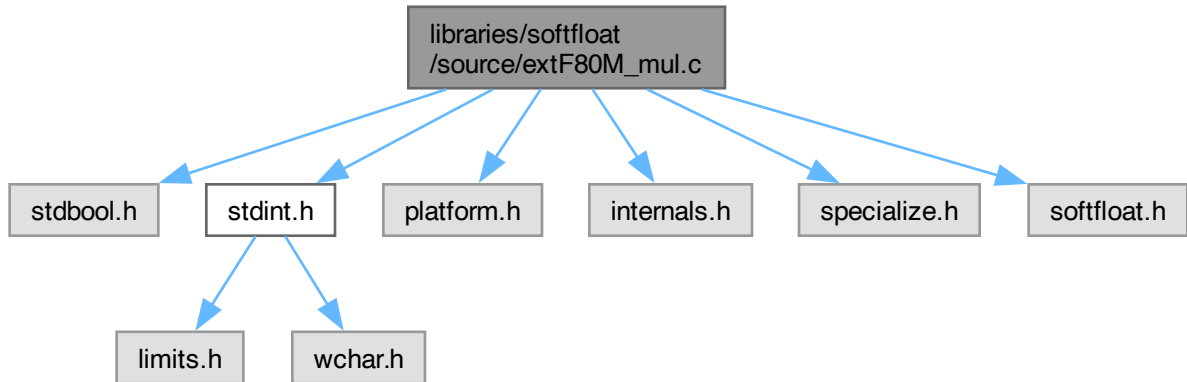 libraries/softfloat
/source/extF80M_mul.c
stdbool.h
stdint.h
platform.h
internals.h
specialize.h
softfloat.h
limits.h
wchar.h